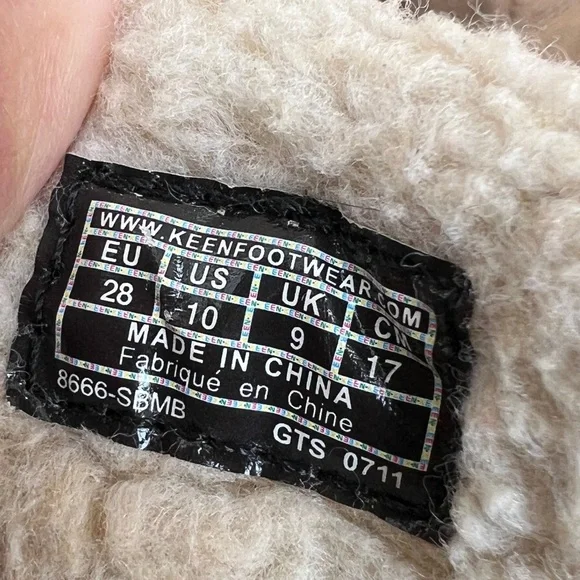 WWW.KEENFOOTWEAR.COM
EU US UK CM
28 10 9 17
MADE IN CHINA
Fabriqué en Chine
8666-SBMB
GTS 0711